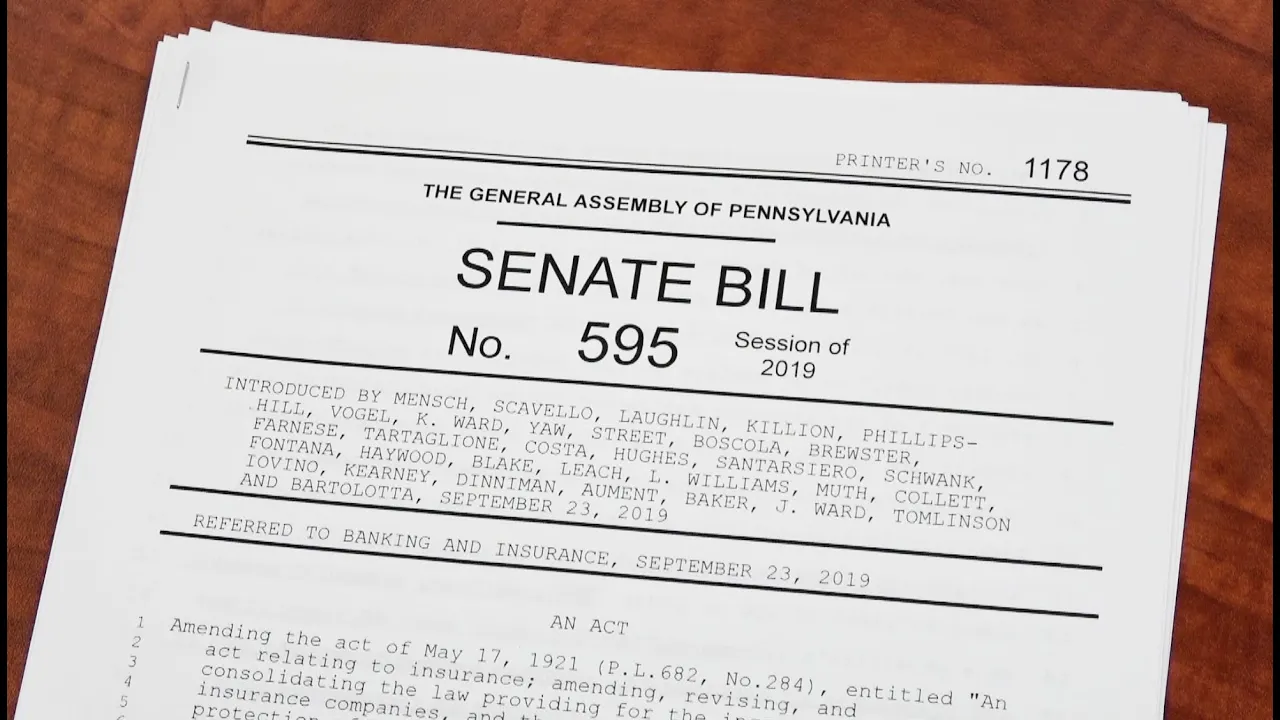 PRINTER'S NO. 1178
THE GENERAL ASSEMBLY OF PENNSYLVANIA
SENATE BILL
No. 595 Session of
2019
INTRODUCED BY MENSCH, SCAVELLO, LAUGHLIN, KILLION, PHILLIPS-
HILL, VOGEL, K. WARD, YAW, STREET, BOSCOLA, BREWSTER,
FARNESE, TARTAGLIONE, COSTA, HUGHES, SANTARSIERO, SCHWANK,
FONTANA, HAYWOOD, BLAKE, LEACH, L. WILLIAMS, MUTH, COLLETT,
IOVINO, KEARNEY, DINNIMAN, AUMENT, BAKER, J. WARD, TOMLINSON
AND BARTOLOTTA, SEPTEMBER 23, 2019
REFERRED TO BANKING AND INSURANCE, SEPTEMBER 23, 2019
AN ACT
1 Amending the act of May 17, 1921 (P.L.682, No.284), entitled "An
2 act relating to insurance; amending, revising, and
3 consolidating the law providing for the
4 insurance companies, and
5 protection